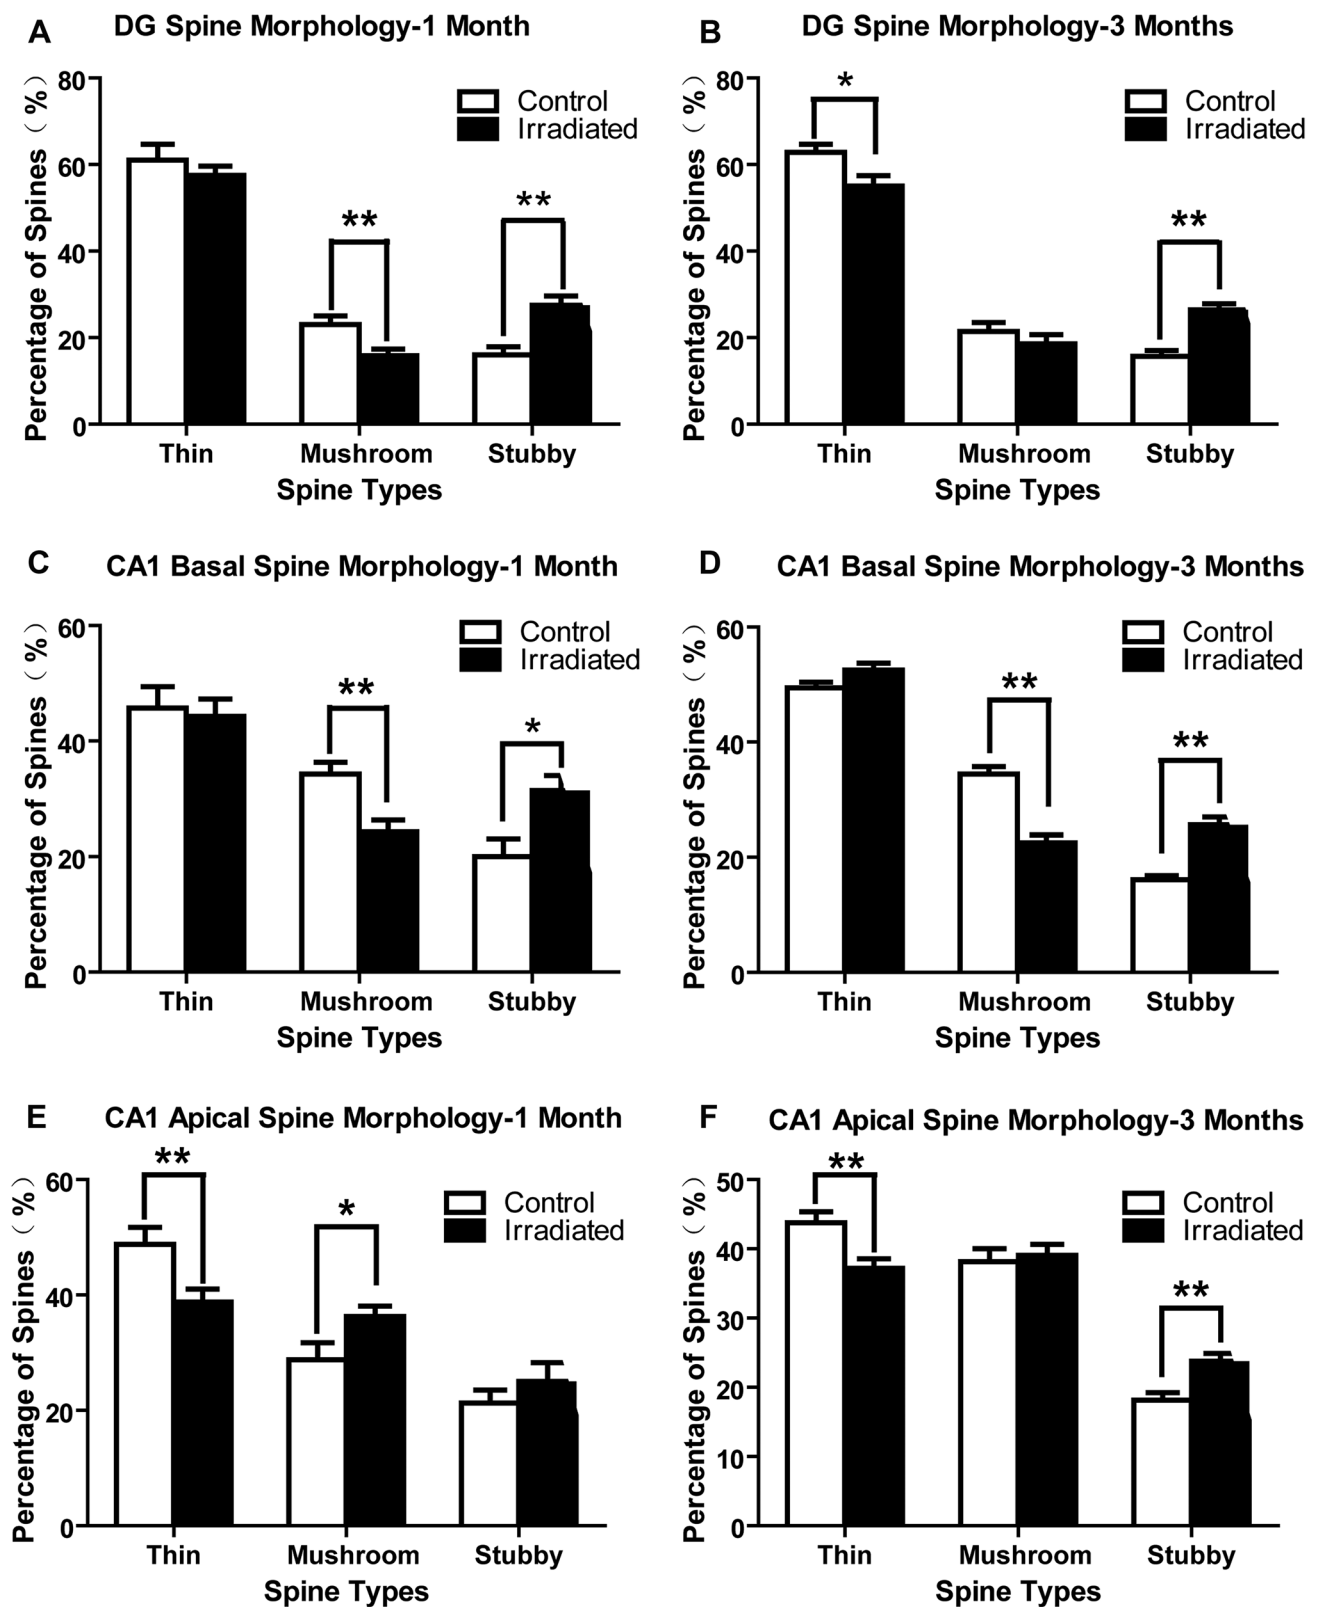 A DG Spine Morphology-1 Month
Percentage of Spines (%)
80
60
40
20
0
Control
Irradiated
**
**
Thin Mushroom Stubby
Spine Types
B DG Spine Morphology-3 Months
Percentage of Spines (%)
80
60
40
20
0
Control
Irradiated
*
**
Thin Mushroom Stubby
Spine Types
C CA1 Basal Spine Morphology-1 Month
Percentage of Spines (%)
60
40
20
0
Control
Irradiated
**
*
Thin Mushroom Stubby
Spine Types
D CA1 Basal Spine Morphology-3 Months
Percentage of Spines (%)
60
40
20
0
Control
Irradiated
**
**
Thin Mushroom Stubby
Spine Types
E CA1 Apical Spine Morphology-1 Month
Percentage of Spines (%)
60
40
20
0
Control
Irradiated
**
*
Thin Mushroom Stubby
Spine Types
F CA1 Apical Spine Morphology-3 Months
Percentage of Spines (%)
50
40
30
20
10
0
Control
Irradiated
**
**
Thin Mushroom Stubby
Spine Types